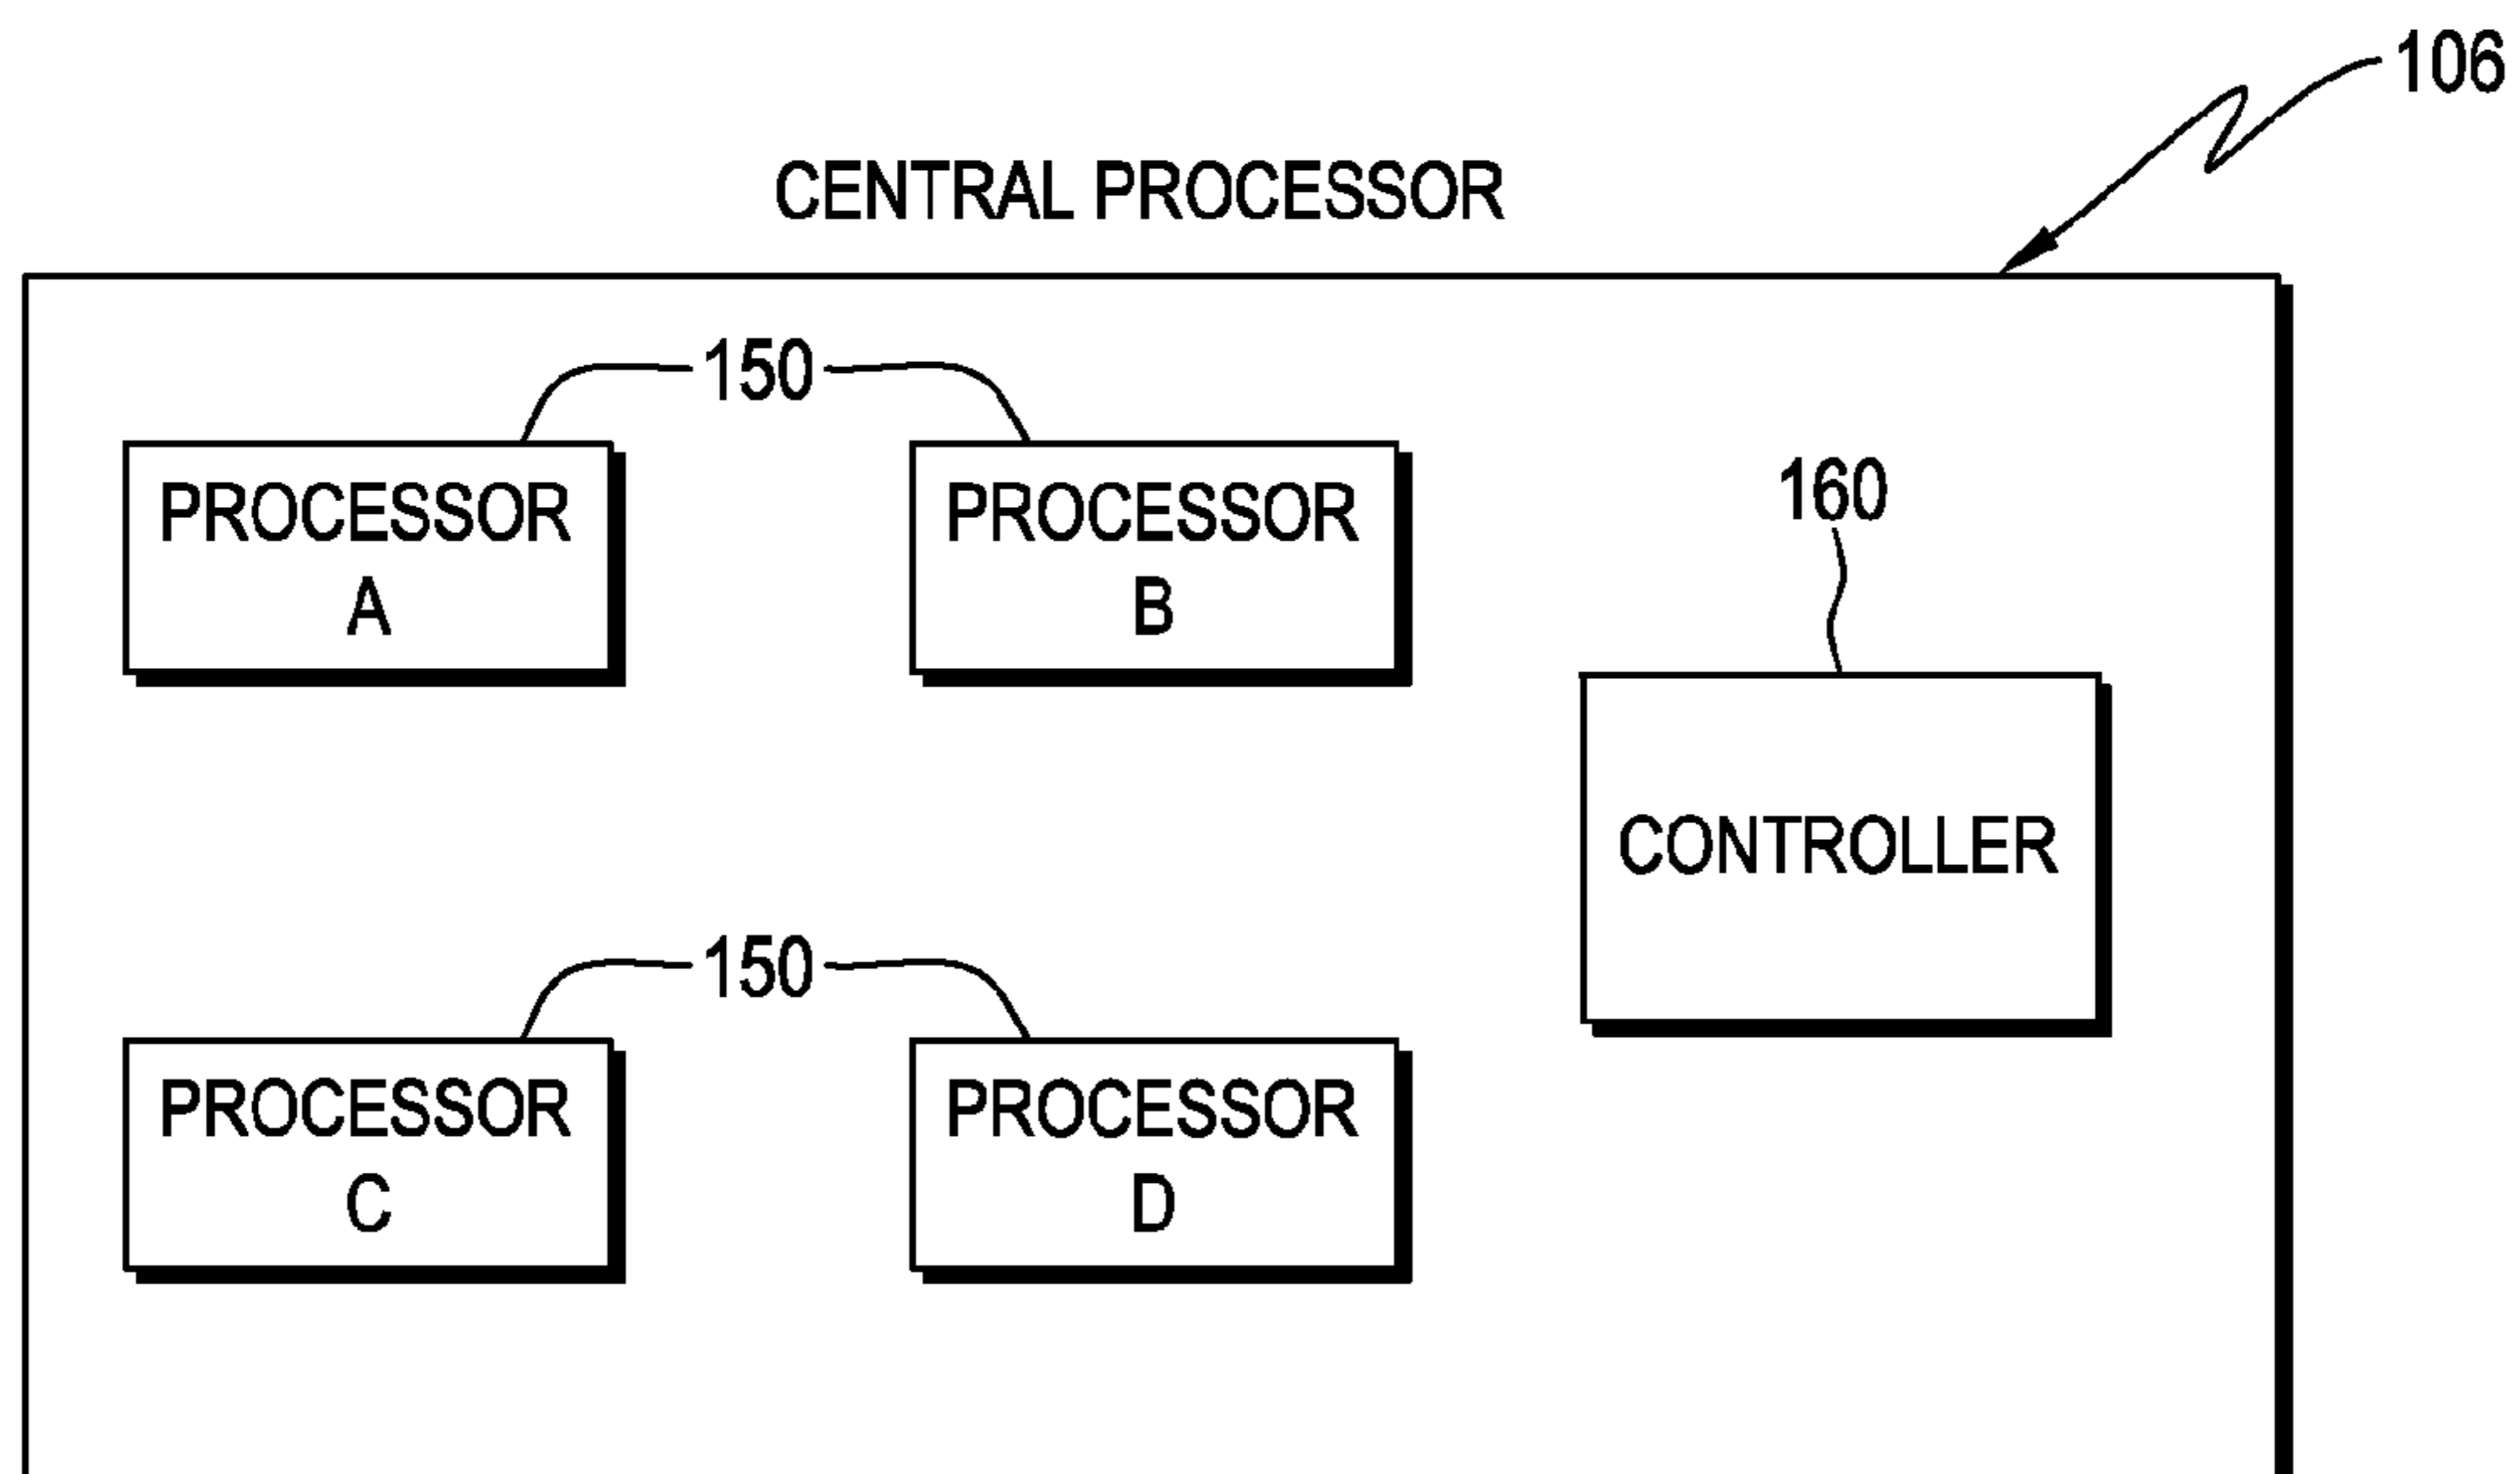 106
CENTRAL PROCESSOR
150
PROCESSOR
A
PROCESSOR
B
160
CONTROLLER
150
PROCESSOR
C
PROCESSOR
D